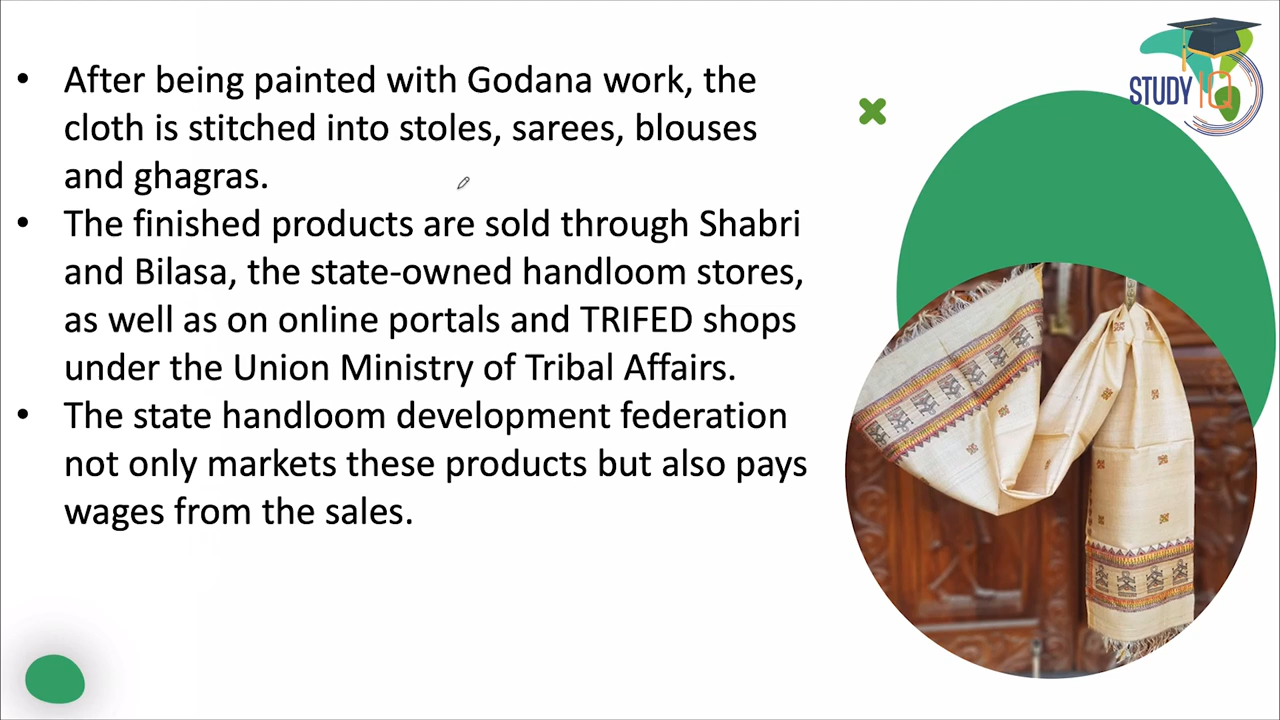 • After being painted with Godana work, the
cloth is stitched into stoles, sarees, blouses
and ghagras.
• The finished products are sold through Shabri
and Bilasa, the state-owned handloom stores,
as well as on online portals and TRIFED shops
under the Union Ministry of Tribal Affairs.
• The state handloom development federation
not only markets these products but also pays
wages from the sales.
STUDY IQ